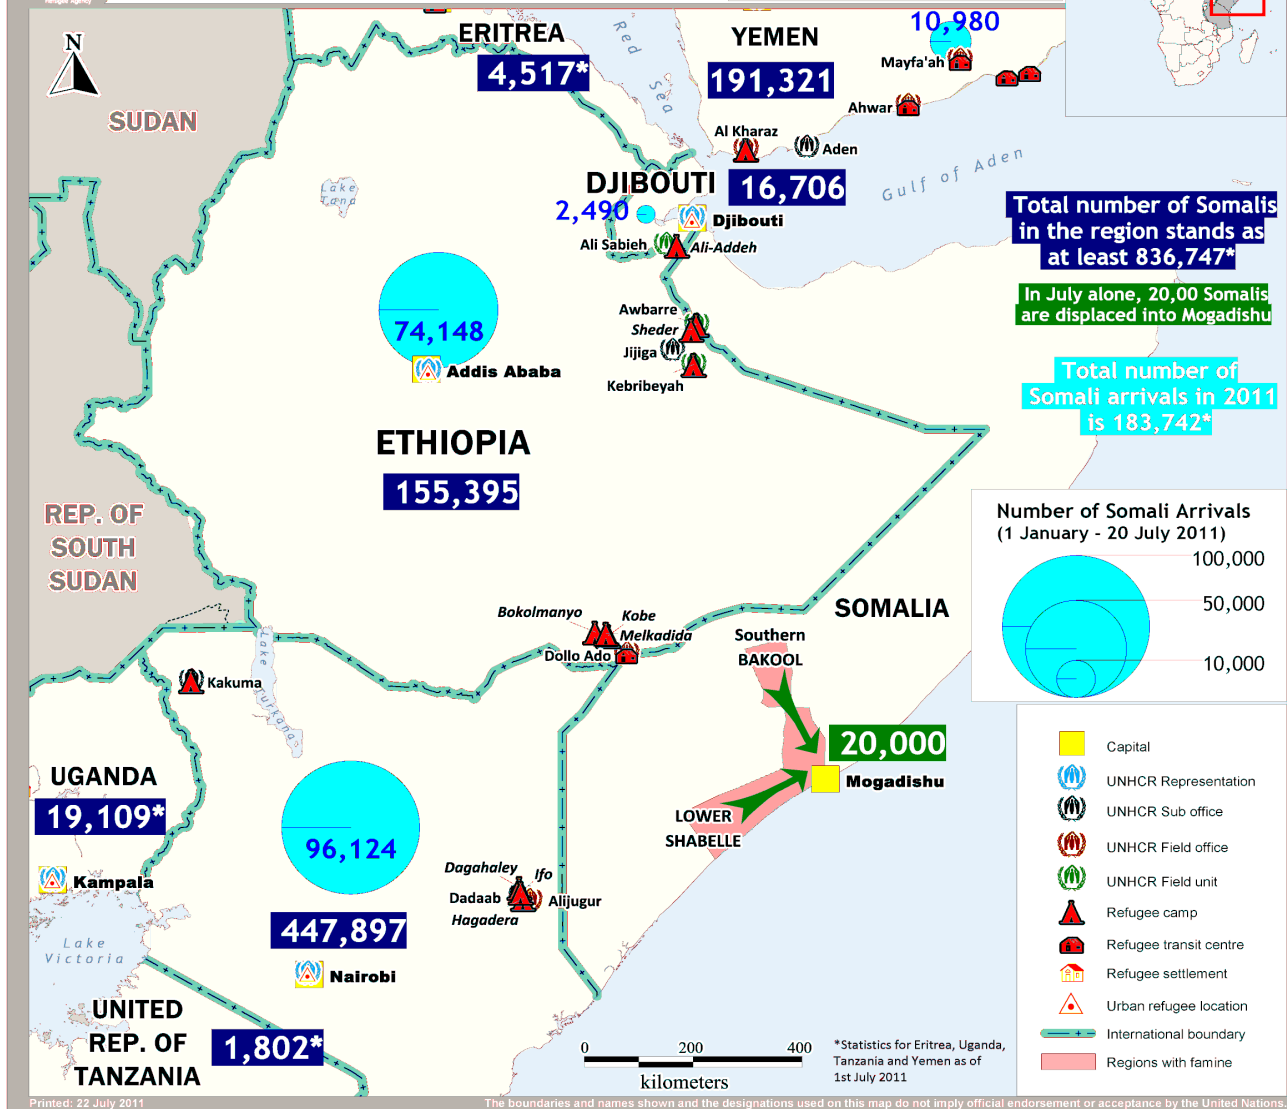 Refugee Agency
ERITREA
4,517*
Red
Sea
YEMEN
191,321
10,980
Mayfa'ah
Ahwar
Al Kharaz
Aden
16,706
Gulf of Aden
SUDAN
N
Lake
Tana
DJIBOUTI
2,490
Djibouti
Ali Sabieh
Ali-Addeh
Total number of Somalis
in the region stands as
at least 836,747*
In July alone, 20,00 Somalis
are displaced into Mogadishu
Total number of
Somali arrivals in 2011
is 183,742*
74,148
Addis Ababa
Awbarre
Sheder
Jijiga
Kebribeyah
ETHIOPIA
155,395
REP. OF
SOUTH
SUDAN
Number of Somali Arrivals
(1 January - 20 July 2011)
100,000
50,000
10,000
SOMALIA
Bokolmanyo
Kobe
Melkadida
Dollo Ado
Southern
BAKOOL
Kakuma
Lake
Turkana
20,000
Mogadishu
LOWER
SHABELLE
UGANDA
19,109*
Kampala
96,124
447,897
Nairobi
Dagahaley
Ifo
Dadaab
Alijugur
Hagadera
Lake
Victoria
UNITED
REP. OF
TANZANIA
1,802*
Capital
UNHCR Representation
UNHCR Sub office
UNHCR Field office
UNHCR Field unit
Refugee camp
Refugee transit centre
Refugee settlement
Urban refugee location
International boundary
Regions with famine
0 200 400
kilometers
*Statistics for Eritrea, Uganda,
Tanzania and Yemen as of
1st July 2011
Printed: 22 July 2011
The boundaries and names shown and the designations used on this map do not imply official endorsement or acceptance by the United Nations